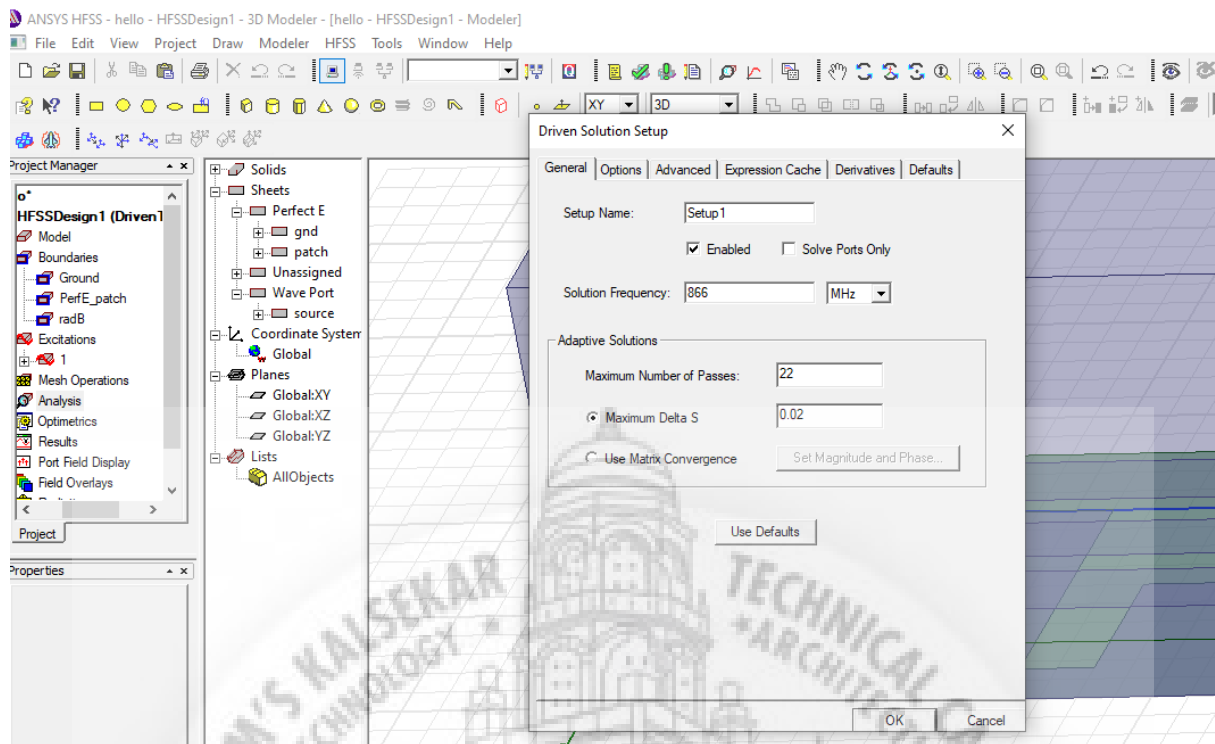 ANSYS HFSS - hello - HFSSDesign1 - 3D Modeler - [hello - HFSSDesign1 - Modeler]
File Edit View Project Draw Modeler HFSS Tools Window Help
XY 3D
Project Manager
HFSSDesign1 (DrivenT
Model
Boundaries
Ground
PerfE_patch
radB
Excitations
1
Mesh Operations
Analysis
Optimetrics
Results
Port Field Display
Field Overlays
Project
Properties
Solids
Sheets
Perfect E
gnd
patch
Unassigned
Wave Port
source
Coordinate System
Global
Planes
Global:XY
Global:XZ
Global:YZ
Lists
AllObjects
Driven Solution Setup
General Options Advanced Expression Cache Derivatives Defaults
Setup Name: Setup1
Enabled Solve Ports Only
Solution Frequency: 866 MHz
Adaptive Solutions
Maximum Number of Passes: 22
Maximum Delta S 0.02
Use Matrix Convergence Set Magnitude and Phase...
Use Defaults
OK Cancel
KALSEKAR TECHNICAL